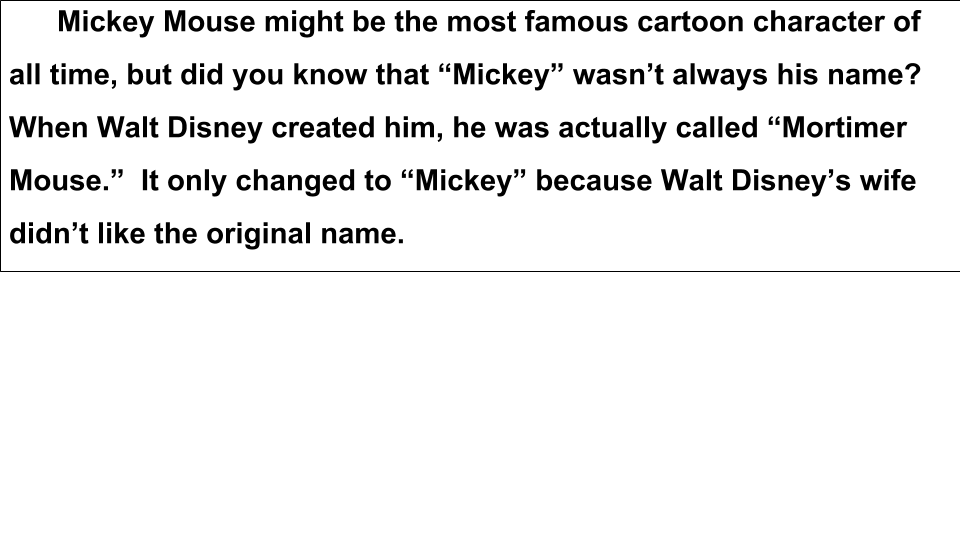 Mickey Mouse might be the most famous cartoon character of
all time, but did you know that “Mickey” wasn’t always his name?
When Walt Disney created him, he was actually called “Mortimer
Mouse.”  It only changed to “Mickey” because Walt Disney’s wife
didn’t like the original name.